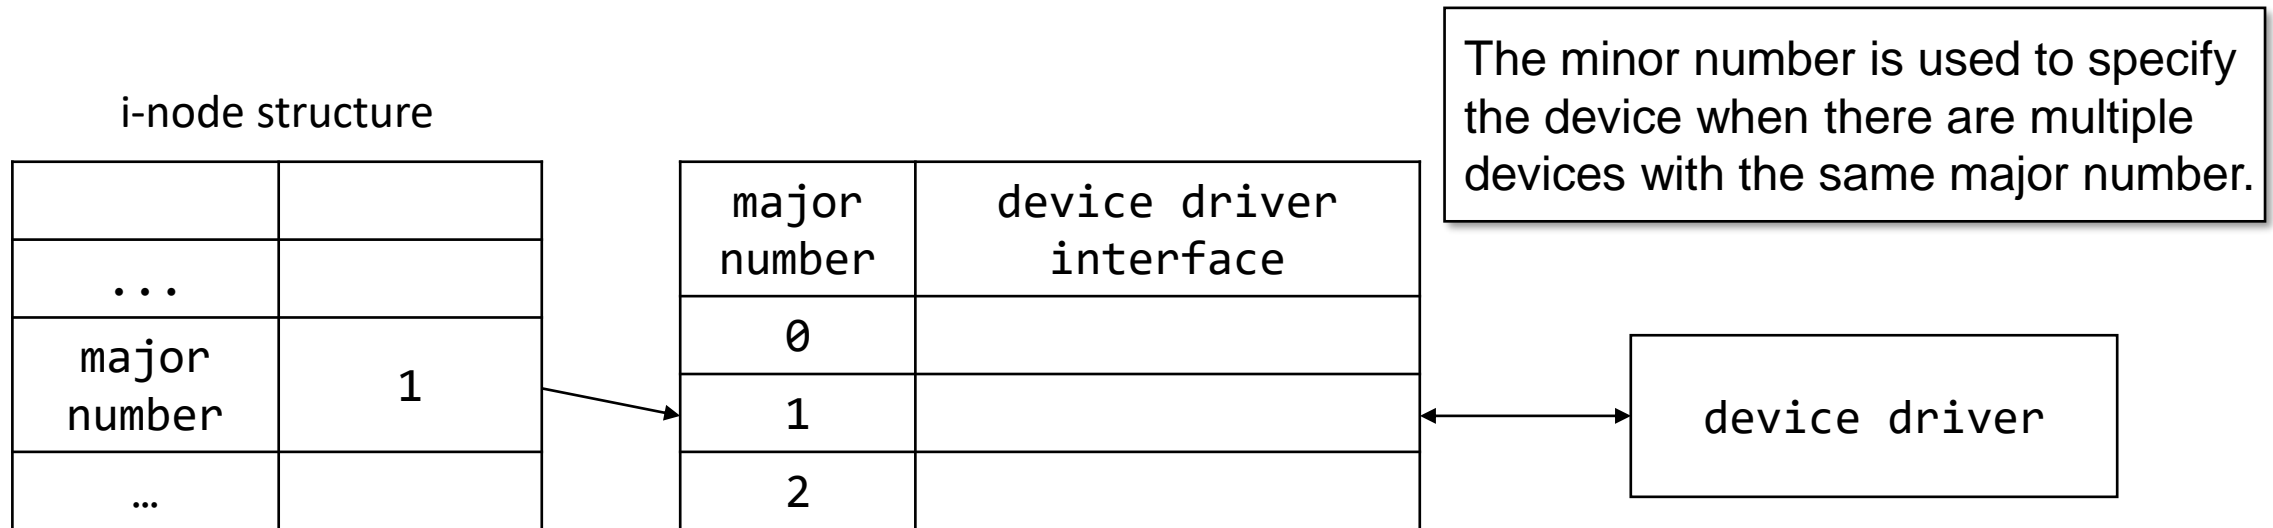 The minor number is used to specify
the device when there are multiple
devices with the same major number.
i-node structure
...
major
number
1
…
major
number
device driver
interface
0
1
2
device driver